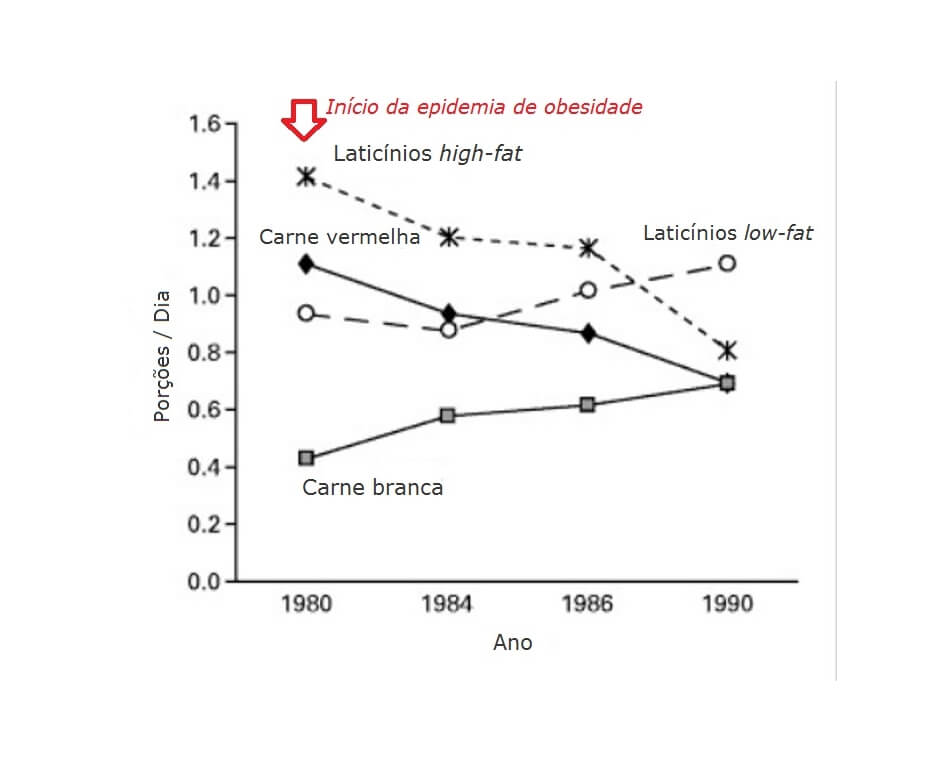 Início da epidemia de obesidade
1.6
Laticínios high-fat
1.4
1.2
Carne vermelha
Laticínios low-fat
1.0
Porções / Dia
0.8
0.6
0.4
Carne branca
0.2
0.0
1980 1984 1986 1990
Ano